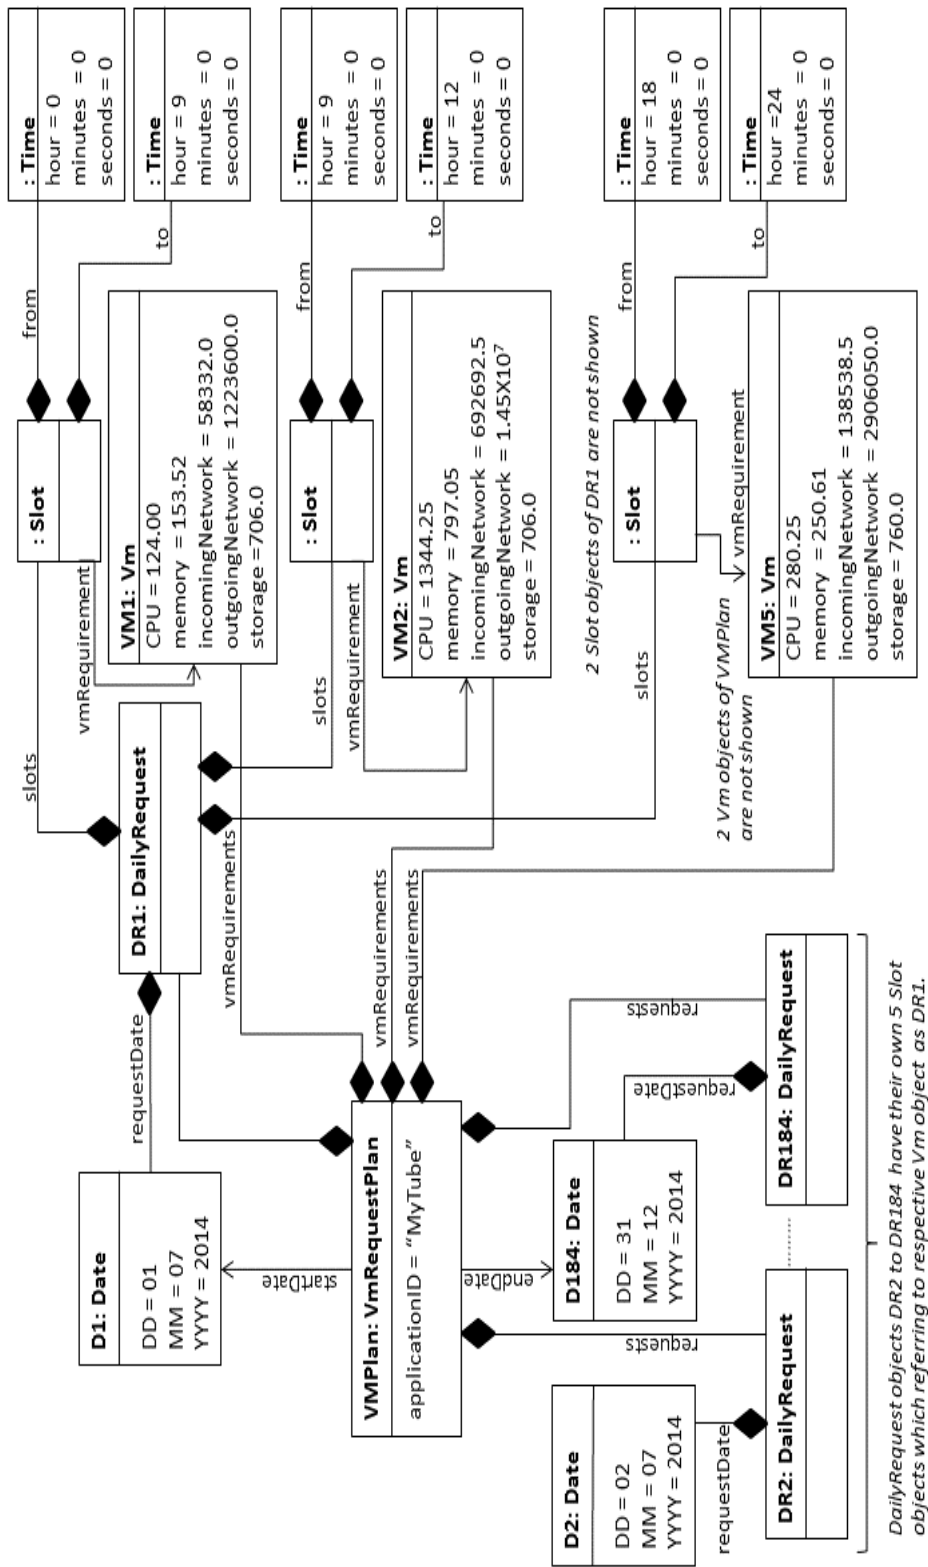 D1: Date
DD = 01
MM = 07
YYYY = 2014
requestDate
DR1: DailyRequest
slots
: Slot
from
: Time
hour = 0
minutes = 0
seconds = 0
to
: Time
hour = 9
minutes = 0
seconds = 0
vmRequirement
VM1: Vm
CPU = 124.00
memory = 153.52
incomingNetwork = 58332.0
outgoingNetwork = 1223600.0
storage =706.0
vmRequirements
startDate
slots
: Slot
from
: Time
hour = 9
minutes = 0
seconds = 0
to
: Time
hour = 12
minutes = 0
seconds = 0
vmRequirement
VM2: Vm
CPU = 1344.25
memory =797.05
incomingNetwork = 692692.5
outgoingNetwork = 1.45X10⁷
storage =706.0
VMPlan: VmRequestPlan
applicationID = “MyTube”
vmRequirements
vmRequirements
2 Slot objects of DR1 are not shown
slots
: Slot
from
: Time
hour = 18
minutes = 0
seconds = 0
to
: Time
hour =24
minutes = 0
seconds = 0
2 Vm objects of VMPlan
are not shown
vmRequirement
VM5: Vm
CPU = 280.25
memory = 250.61
incomingNetwork = 138538.5
outgoingNetwork = 2906050.0
storage= 760.0
endDate
requests
requests
D2: Date
DD = 02
MM = 07
YYYY = 2014
requestDate
D184: Date
DD = 31
MM = 12
YYYY = 2014
requestDate
DR2: DailyRequest
........
DR184: DailyRequest
DailyRequest objects DR2 to DR184 have their own 5 Slot
objects which referring to respective Vm object as DR1.